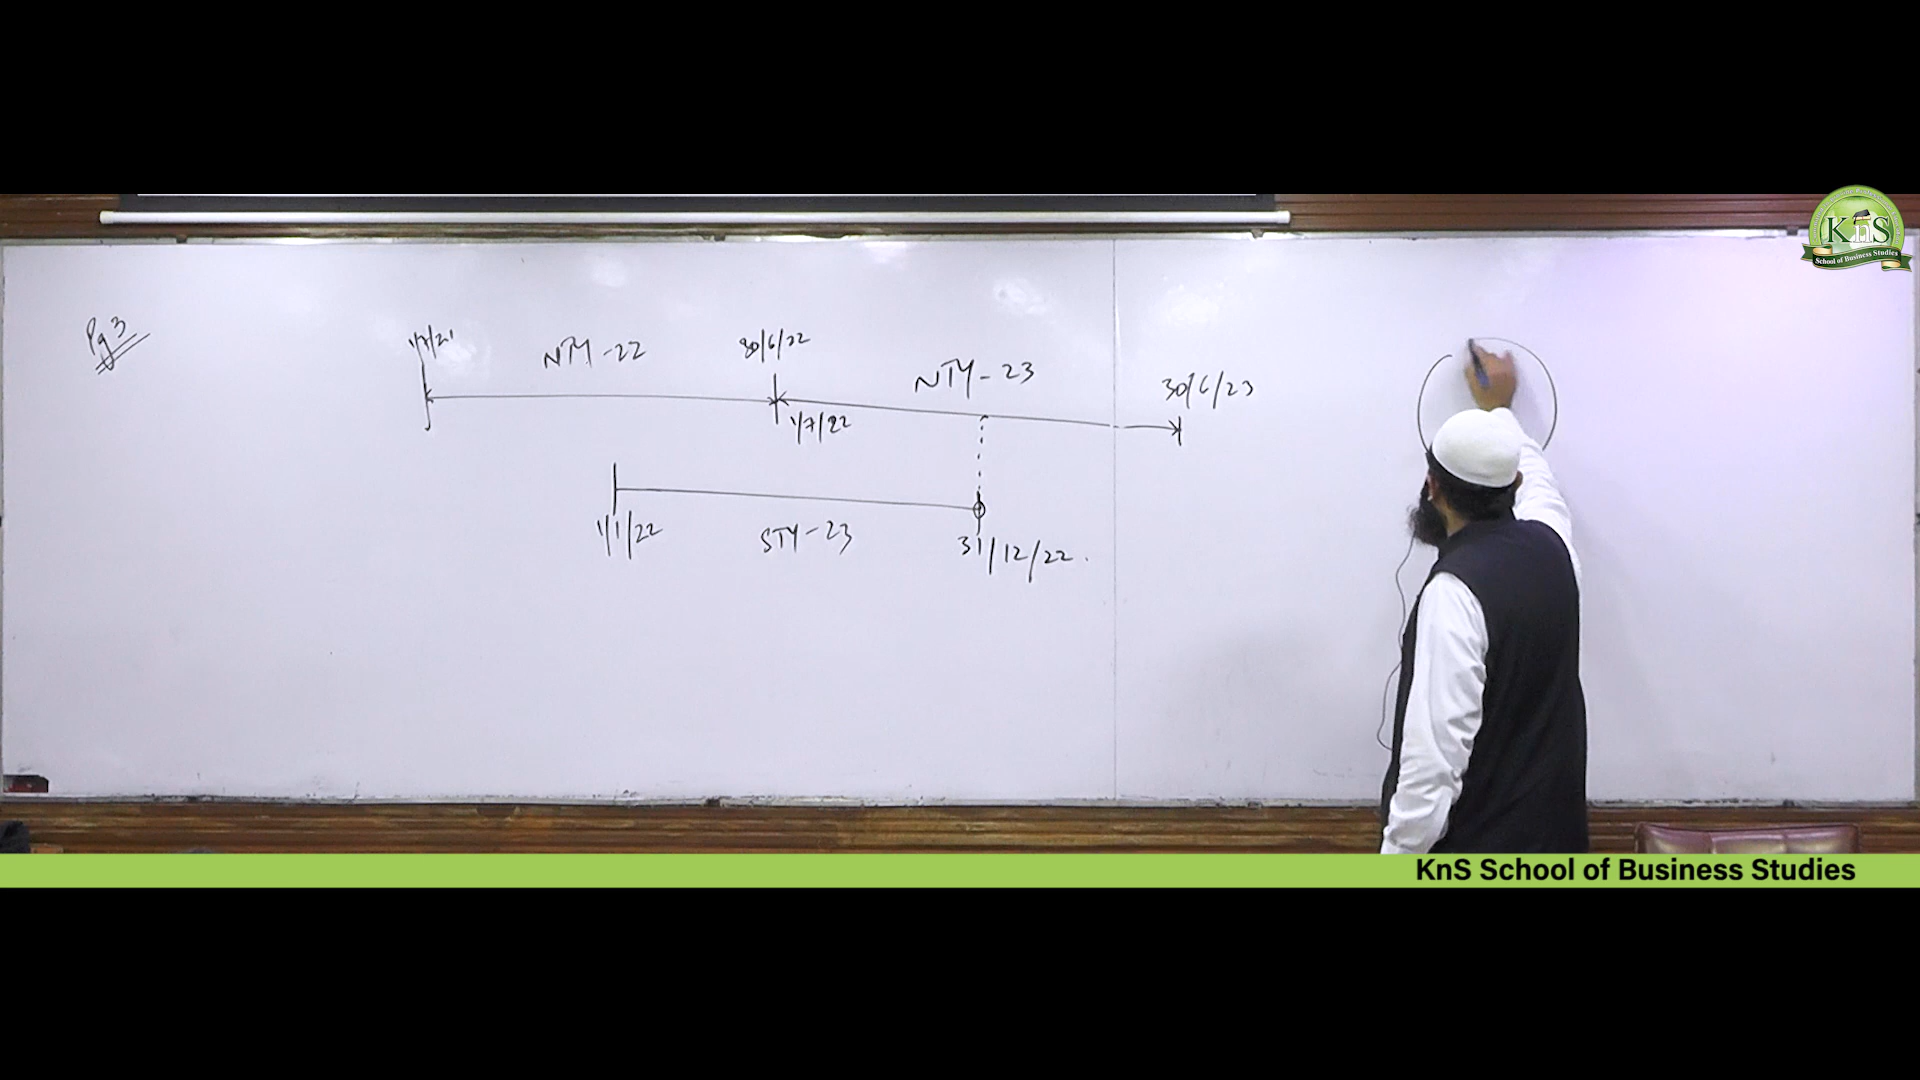 Pg 3
1/7/21
NTY-22
30/6/22
NTY-23
30/6/23
1/7/22
1/1/22
STY-23
31/12/22.
KnS
School of Business Studies
KnS School of Business Studies